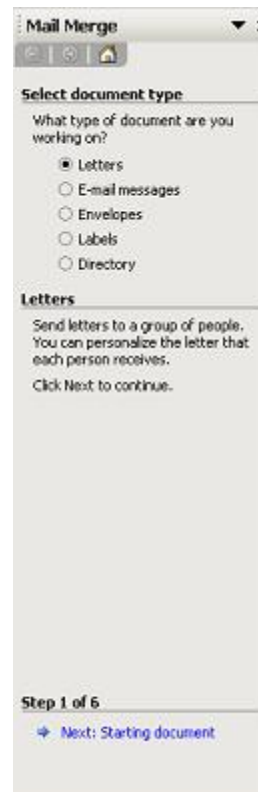 Mail Merge
Select document type
What type of document are you
working on?
Letters
E-mail messages
Envelopes
Labels
Directory
Letters
Send letters to a group of people.
You can personalize the letter that
each person receives.
Click Next to continue.
Step 1 of 6
Next: Starting document